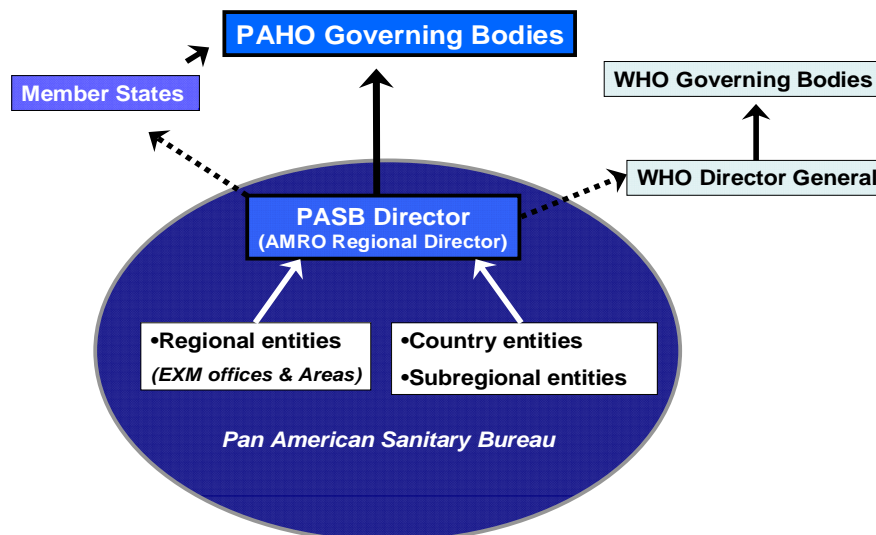 PAHO Governing Bodies
Member States
WHO Governing Bodies
WHO Director General
PASB Director
(AMRO Regional Director)
•Regional entities
(EXM offices & Areas)
•Country entities
•Subregional entities
Pan American Sanitary Bureau